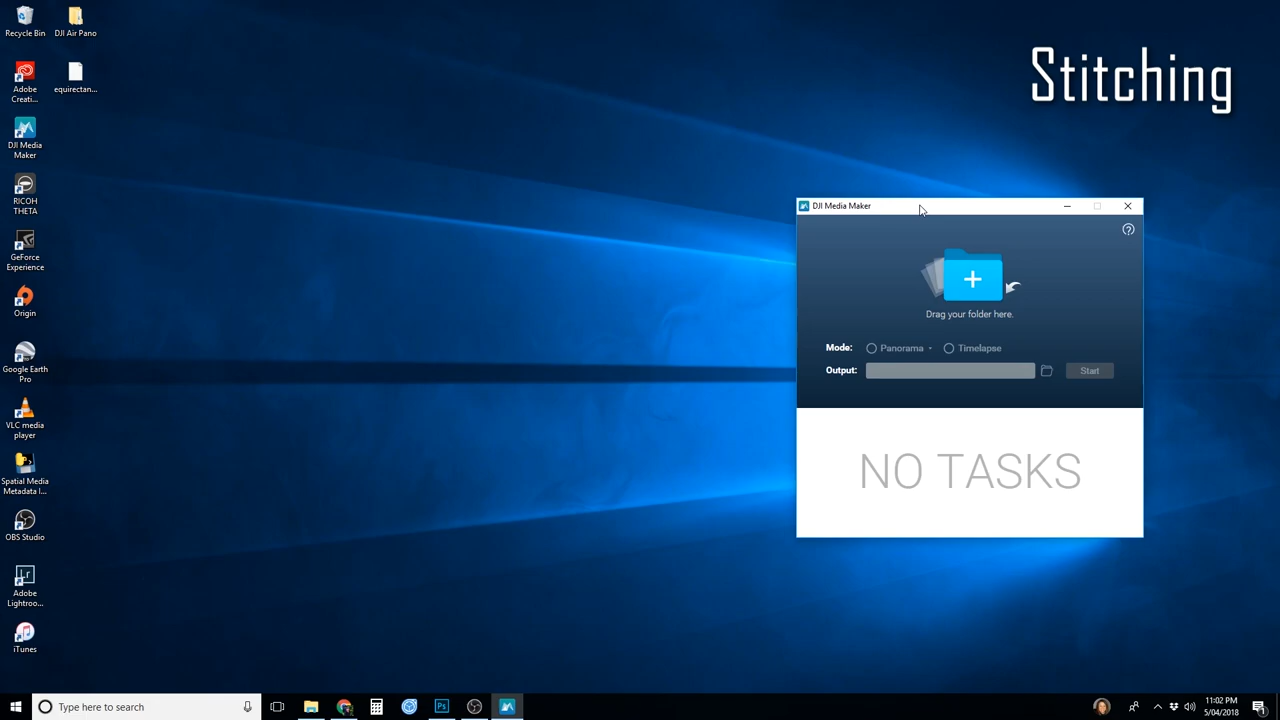 Recycle Bin
DJI Air Pano
Stitching
Adobe
Creati...
equirectan...
DJI Media
Maker
RICOH
THETA
GeForce
Experience
Origin
Google Earth
Pro
VLC media
player
Spatial Media
Metadata I...
OBS Studio
Adobe
Lightroo...
iTunes
DJI Media Maker
Drag your folder here.
Mode: Panorama Timelapse
Output: Start
NO TASKS
Type here to search
Ps
11:02 PM
5/04/2018